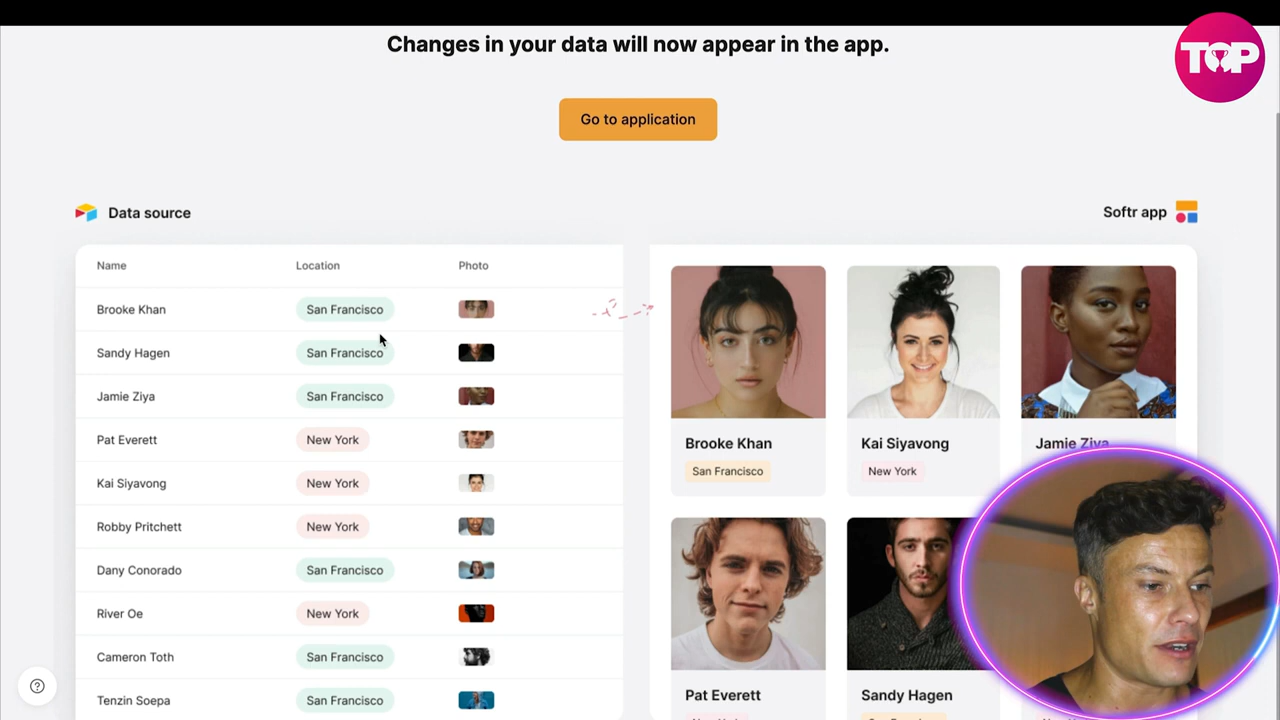 Changes in your data will now appear in the app.
TOP
Go to application
Data source
Softr app
Name Location Photo
Brooke Khan San Francisco
Sandy Hagen San Francisco
Jamie Ziya San Francisco
Pat Everett New York
Kai Siyavong New York
Robby Pritchett New York
Dany Conorado San Francisco
River Oe New York
Cameron Toth San Francisco
Tenzin Soepa San Francisco
Brooke Khan
San Francisco
Kai Siyavong
New York
Jamie Ziya
Pat Everett
Sandy Hagen